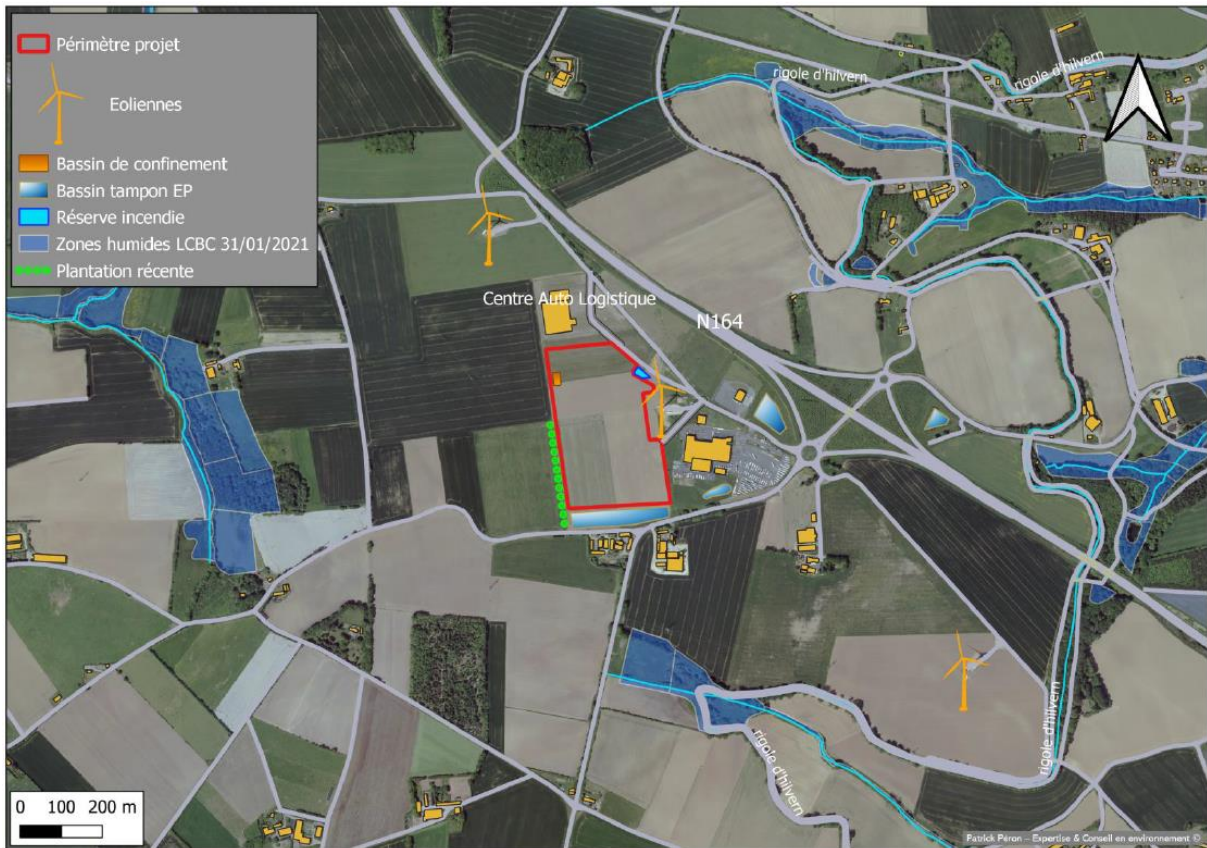 Périmètre projet
Eoliennes
Bassin de confinement
Bassin tampon EP
Réserve incendie
Zones humides LCBC 31/01/2021
Plantation récente
rigole d'hilvern
rigole d'hilvern
Centre Auto Logistique
N164
rigole d'hilvern
rigole d'hilvern
0 100 200 m
Patrick Péron – Expertise & Conseil en environnement ©